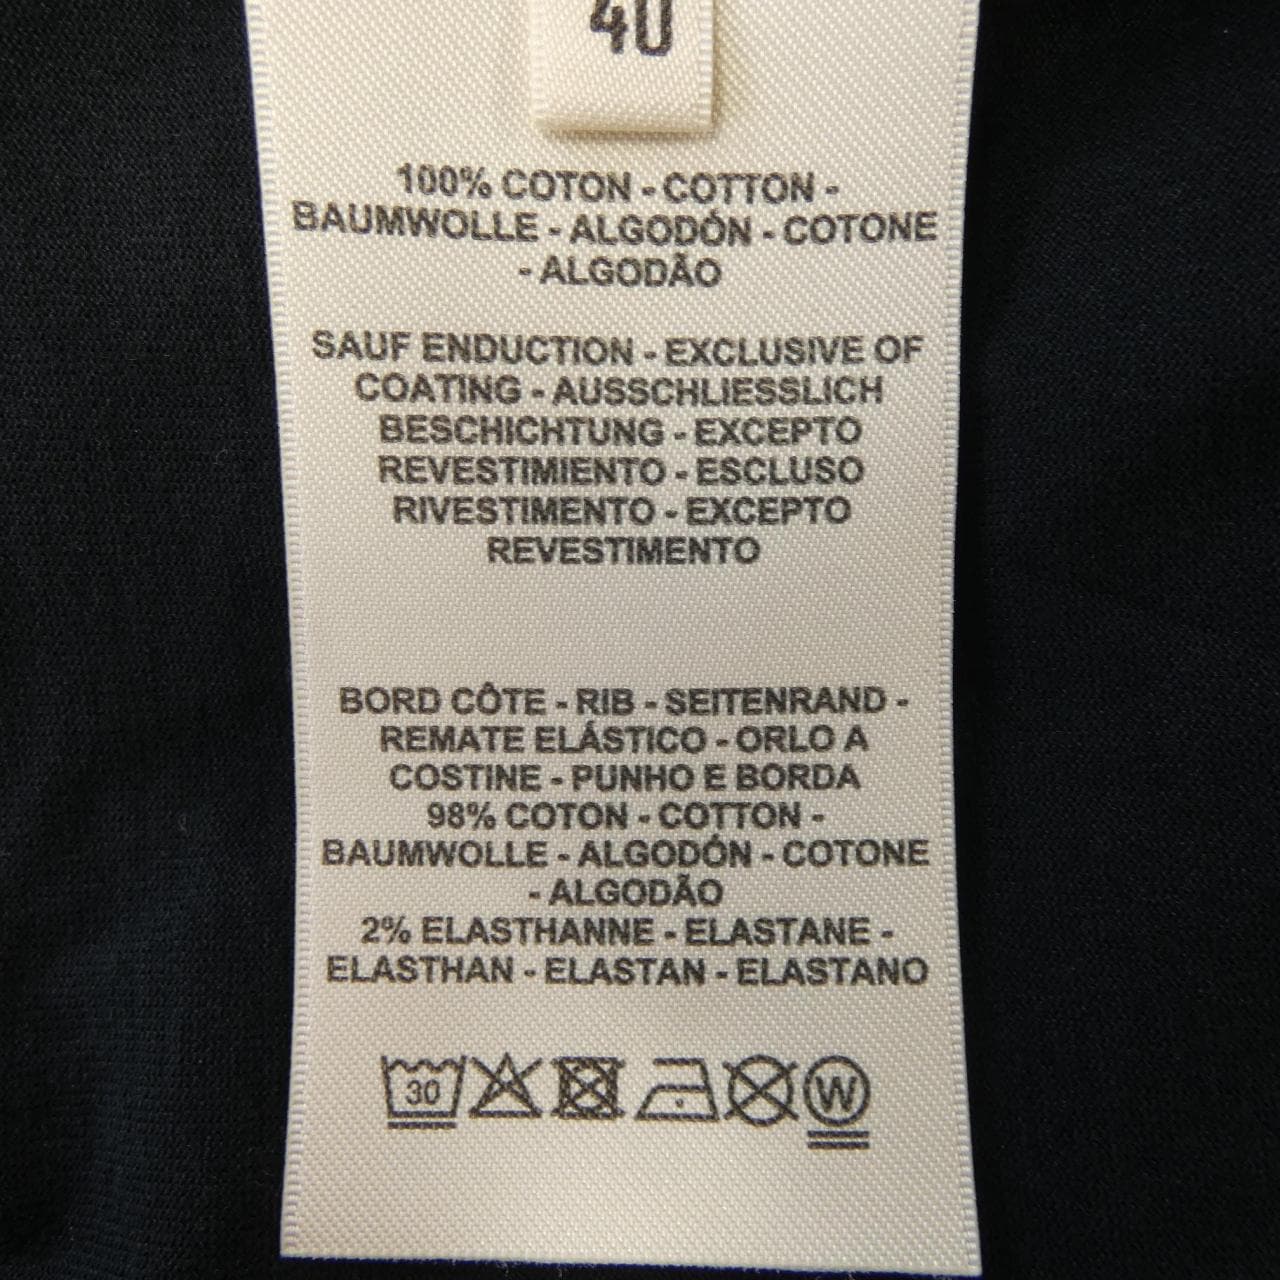 40
100% COTON - COTTON -
BAUMWOLLE - ALGODÓN - COTONE
- ALGODÃO
SAUF ENDUCTION - EXCLUSIVE OF
COATING - AUSSCHLIESSLICH
BESCHICHTUNG - EXCEPTO
REVESTIMIENTO - ESCLUSO
RIVESTIMENTO - EXCEPTO
REVESTIMENTO
BORD CÔTE - RIB - SEITENRAND -
REMATE ELÁSTICO - ORLO A
COSTINE - PUNHO E BORDA
98% COTON - COTTON -
BAUMWOLLE - ALGODÓN - COTONE
- ALGODÃO
2% ELASTHANNE - ELASTANE -
ELASTHAN - ELASTAN - ELASTANO
30 W